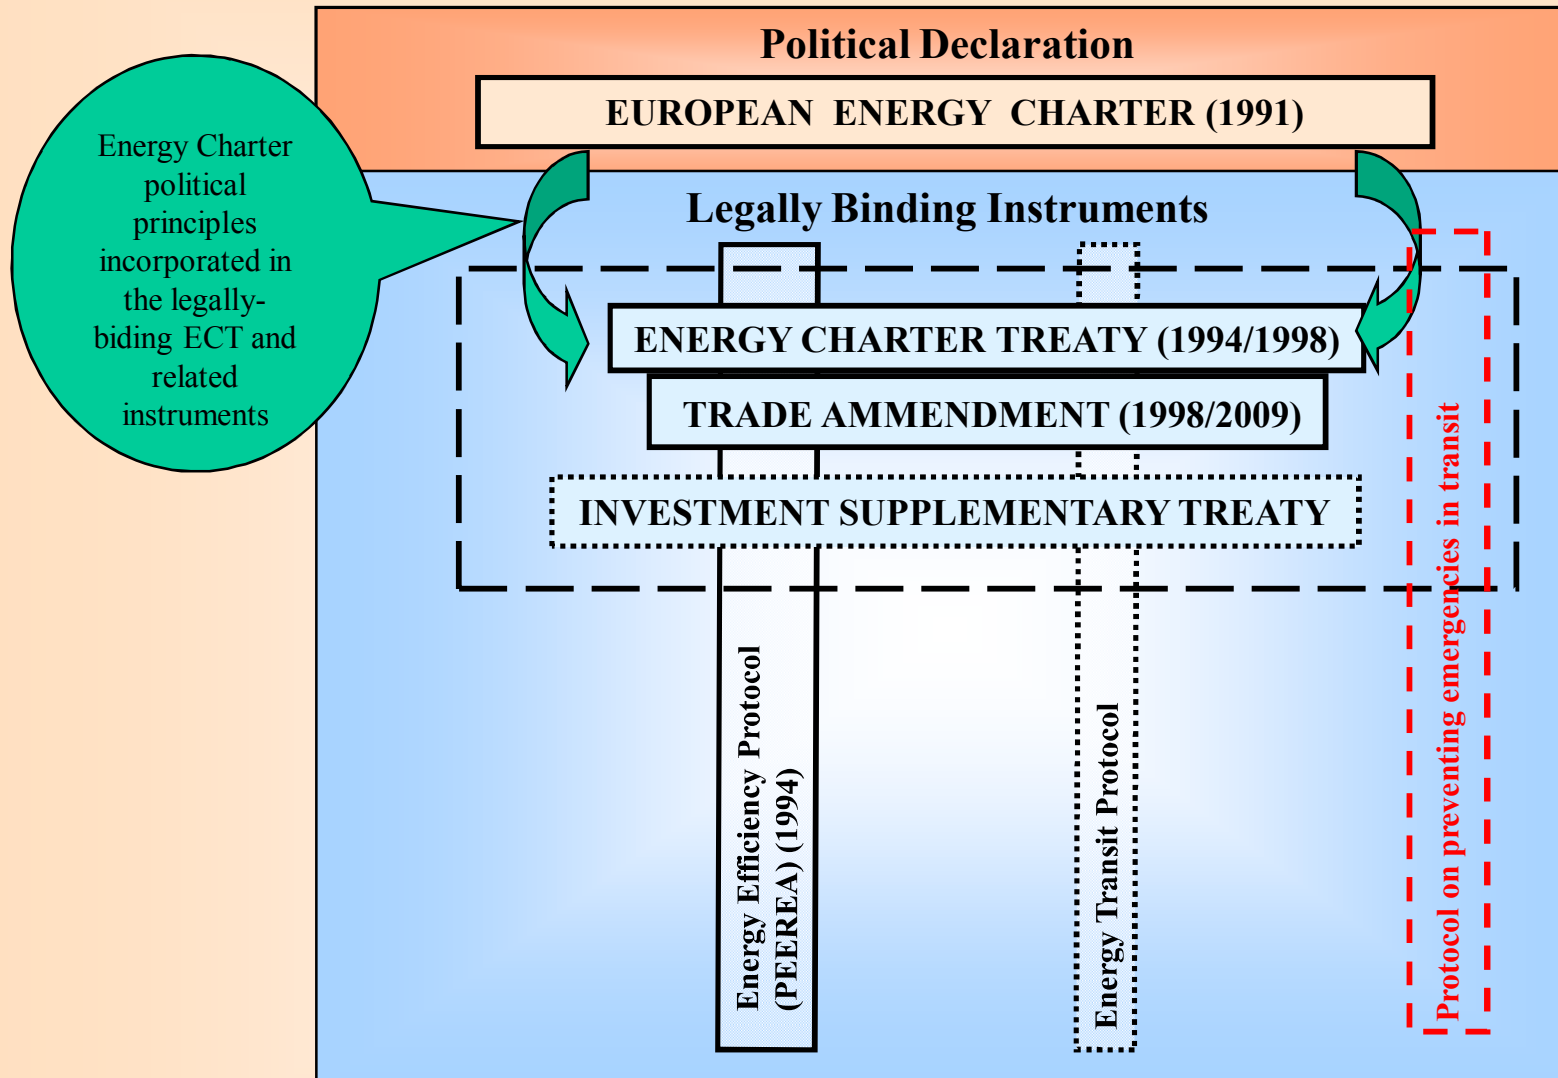 Political Declaration
EUROPEAN ENERGY CHARTER (1991)
Energy Charter
political
principles
incorporated in
the legally-
biding ECT and
related
instruments
Legally Binding Instruments
ENERGY CHARTER TREATY (1994/1998)
TRADE AMMENDMENT (1998/2009)
INVESTMENT SUPPLEMENTARY TREATY
Energy Efficiency Protocol
(PEEREA) (1994)
Energy Transit Protocol
Protocol on preventing emergencies in transit